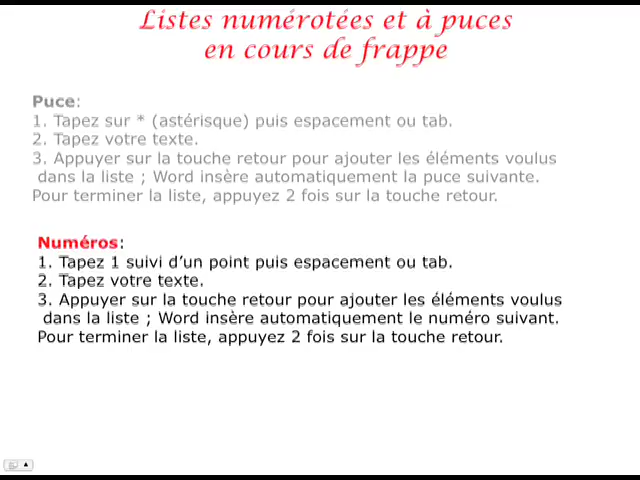 Listes numérotées et à puces
en cours de frappe
Puce:
1. Tapez sur * (astérisque) puis espacement ou tab.
2. Tapez votre texte.
3. Appuyer sur la touche retour pour ajouter les éléments voulus
dans la liste ; Word insère automatiquement la puce suivante.
Pour terminer la liste, appuyez 2 fois sur la touche retour.
Numéros:
1. Tapez 1 suivi d’un point puis espacement ou tab.
2. Tapez votre texte.
3. Appuyer sur la touche retour pour ajouter les éléments voulus
dans la liste ; Word insère automatiquement le numéro suivant.
Pour terminer la liste, appuyez 2 fois sur la touche retour.